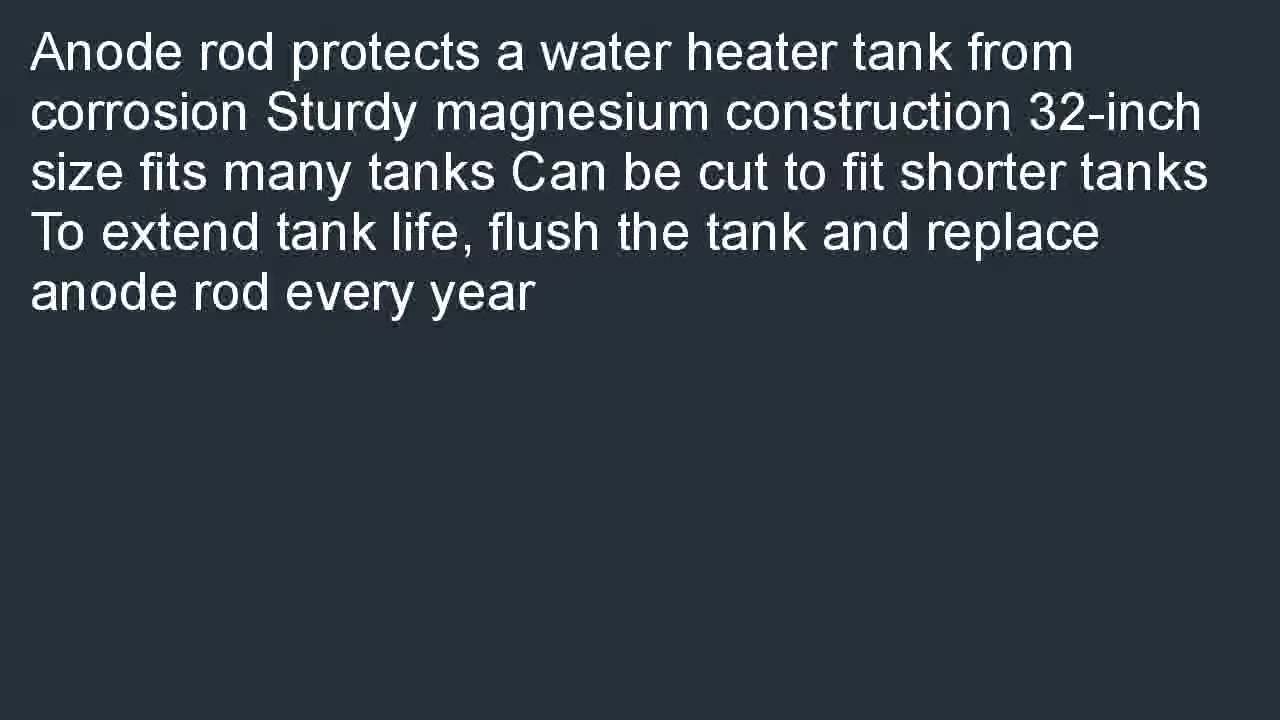 Anode rod protects a water heater tank from
corrosion Sturdy magnesium construction 32-inch
size fits many tanks Can be cut to fit shorter tanks
To extend tank life, flush the tank and replace
anode rod every year